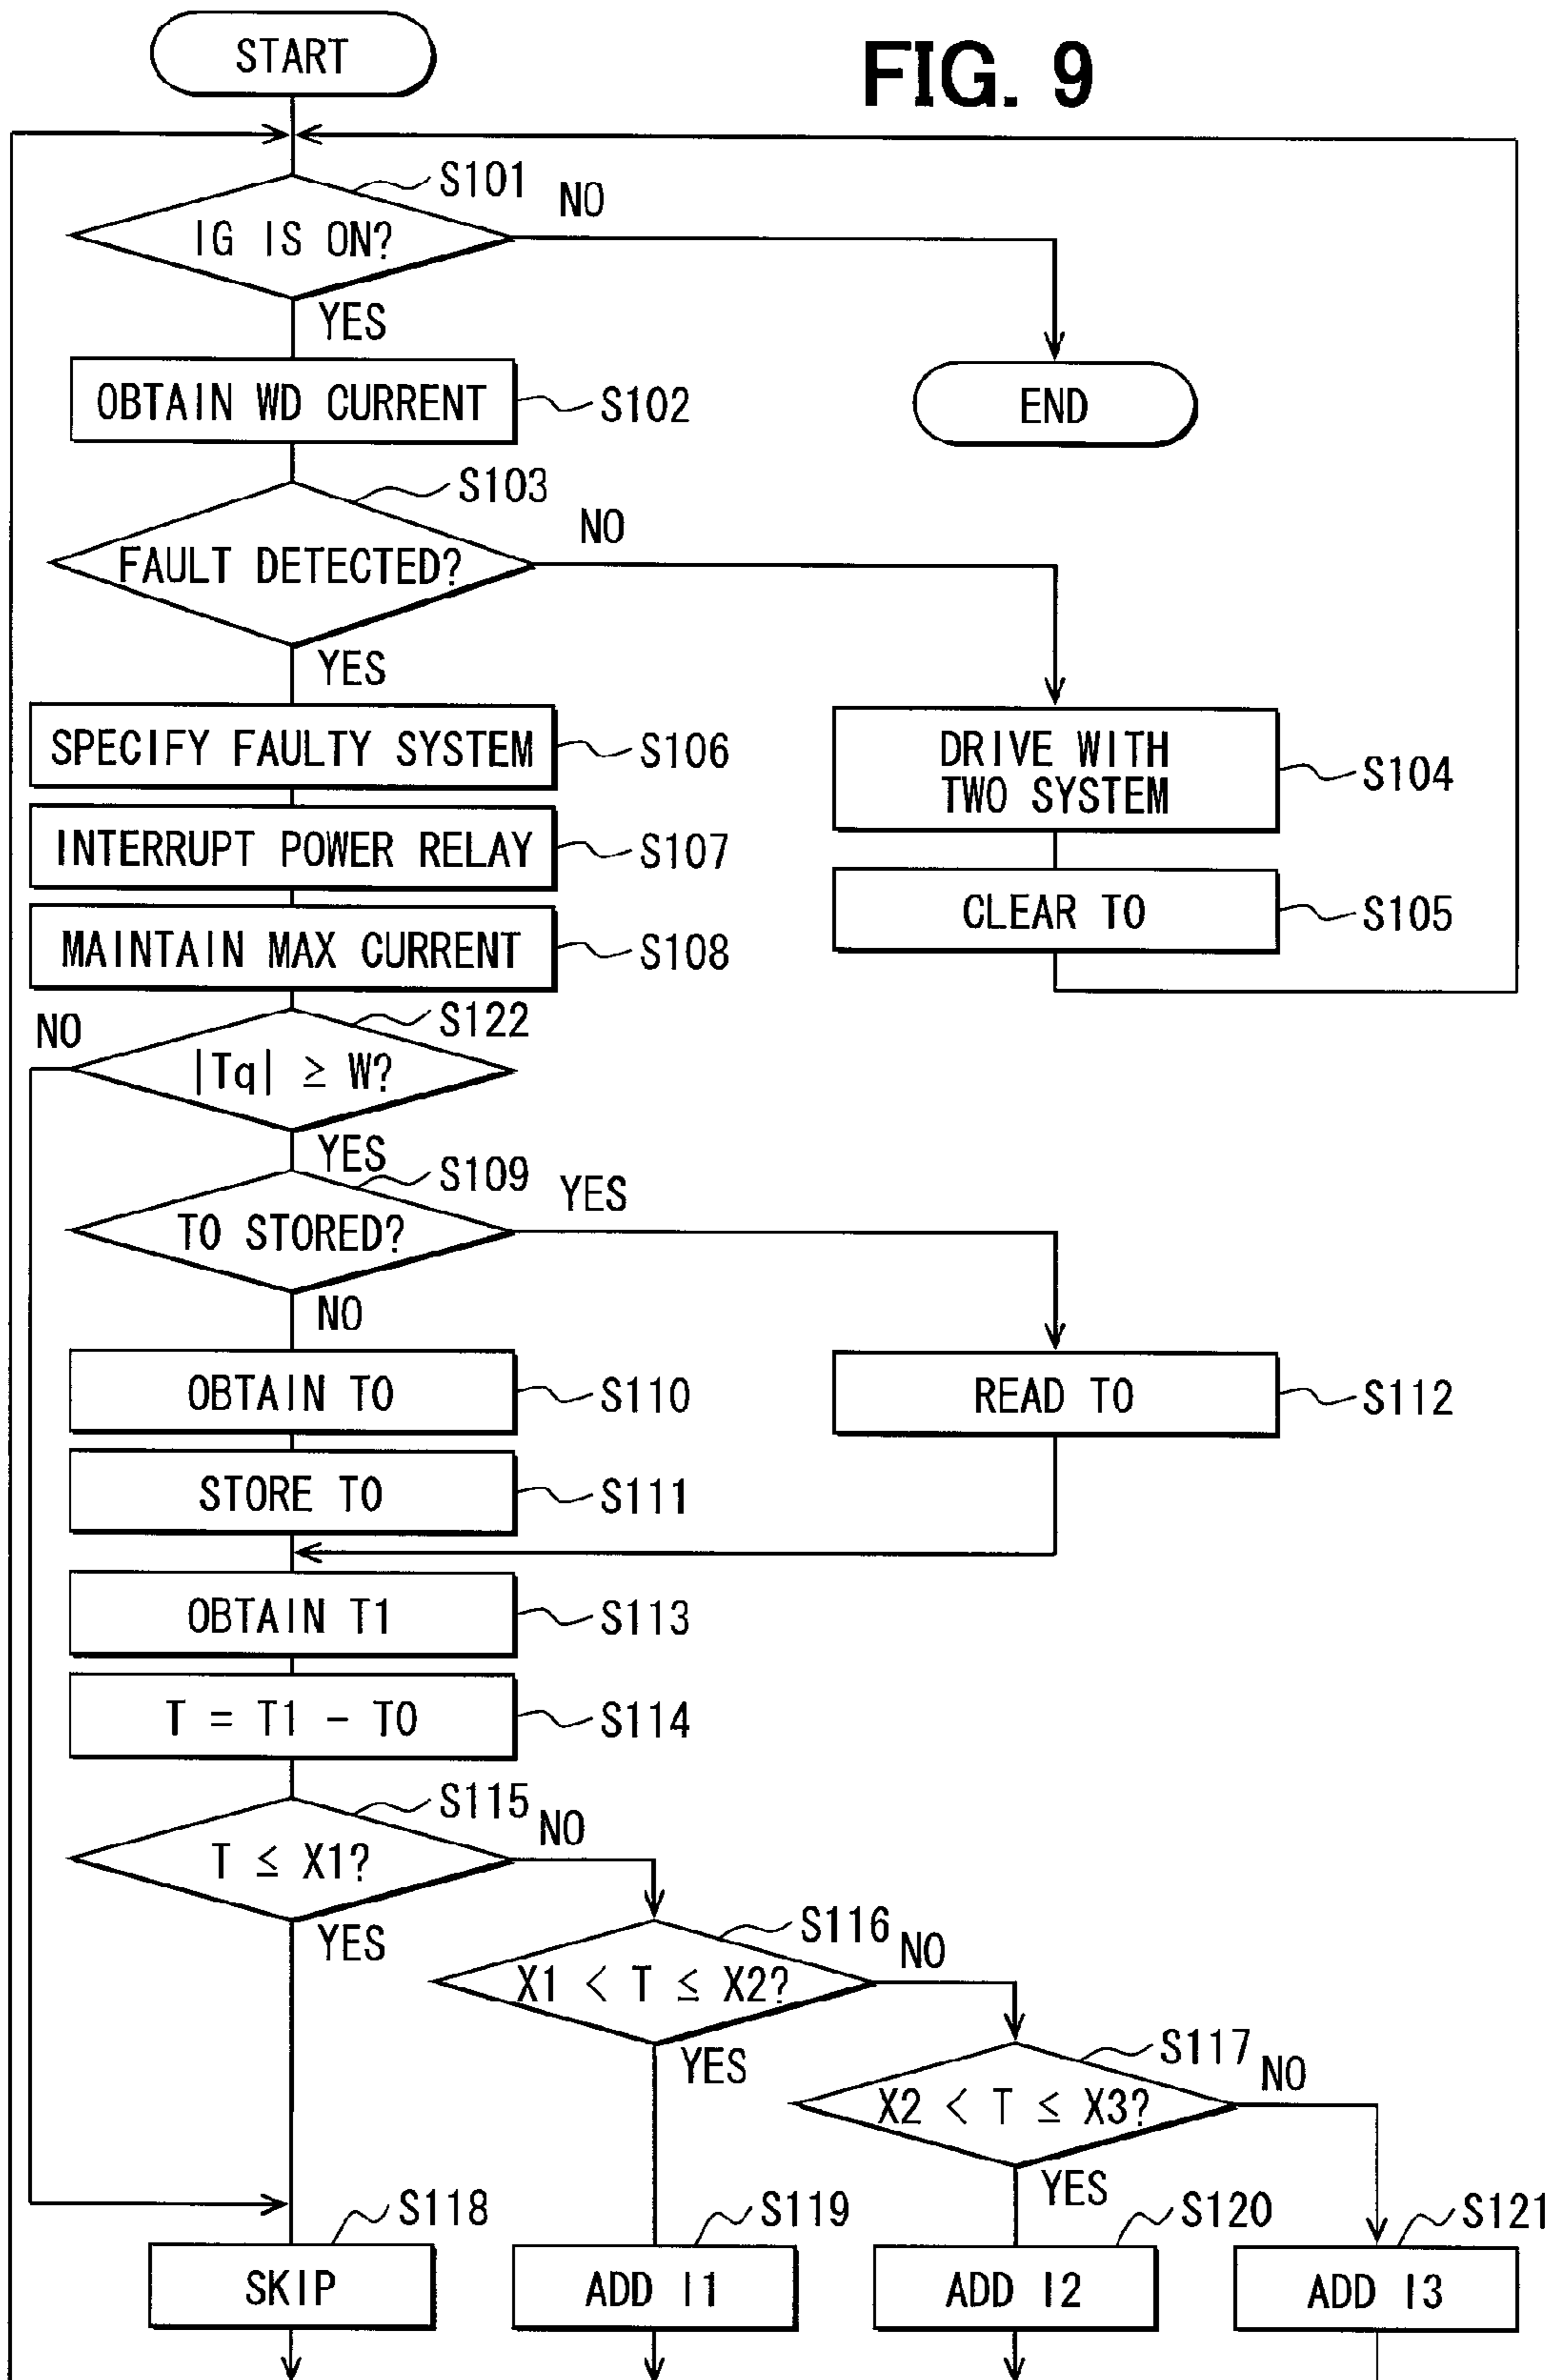 START
FIG. 9
S101
NO
IG IS ON?
YES
OBTAIN WD CURRENT
S102
END
S103
NO
FAULT DETECTED?
YES
SPECIFY FAULTY SYSTEM
S106
DRIVE WITH
TWO SYSTEM
S104
INTERRUPT POWER RELAY
S107
CLEAR T0
S105
MAINTAIN MAX CURRENT
S108
NO
S122
|Tq| ≥ W?
YES
S109
YES
T0 STORED?
NO
OBTAIN T0
S110
READ T0
S112
STORE T0
S111
OBTAIN T1
S113
T = T1 - T0
S114
S115
NO
T ≤ X1?
YES
S116
NO
X1 < T ≤ X2?
YES
S117
NO
X2 < T ≤ X3?
YES
S118
S119
S120
S121
SKIP
ADD I1
ADD I2
ADD I3